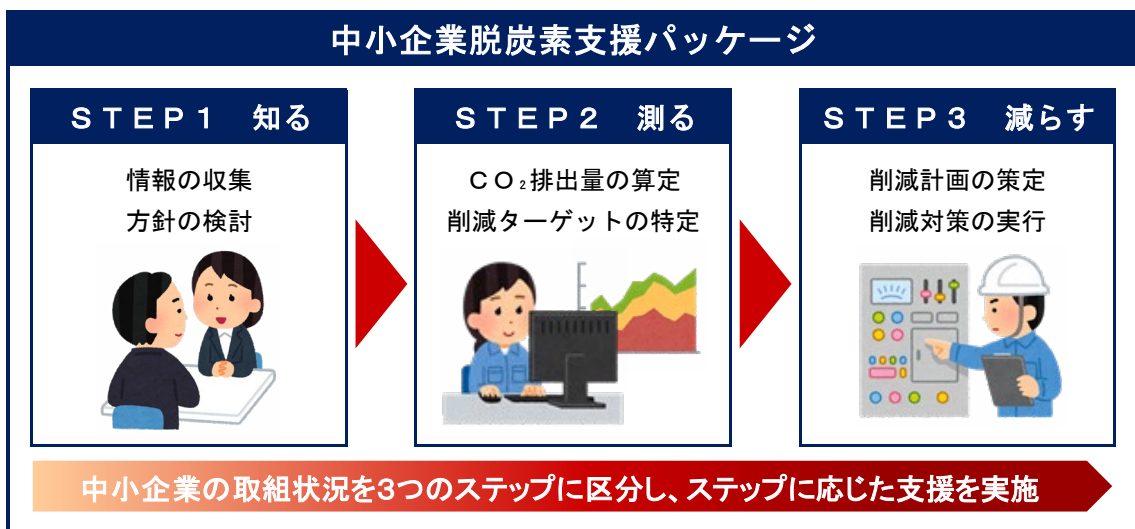 中小企業脱炭素支援パッケージ
ＳＴＥＰ１　知る
情報の収集
方針の検討
ＳＴＥＰ２　測る
ＣＯ₂排出量の算定
削減ターゲットの特定
ＳＴＥＰ３　減らす
削減計画の策定
削減対策の実行
中小企業の取組状況を3つのステップに区分し、ステップに応じた支援を実施